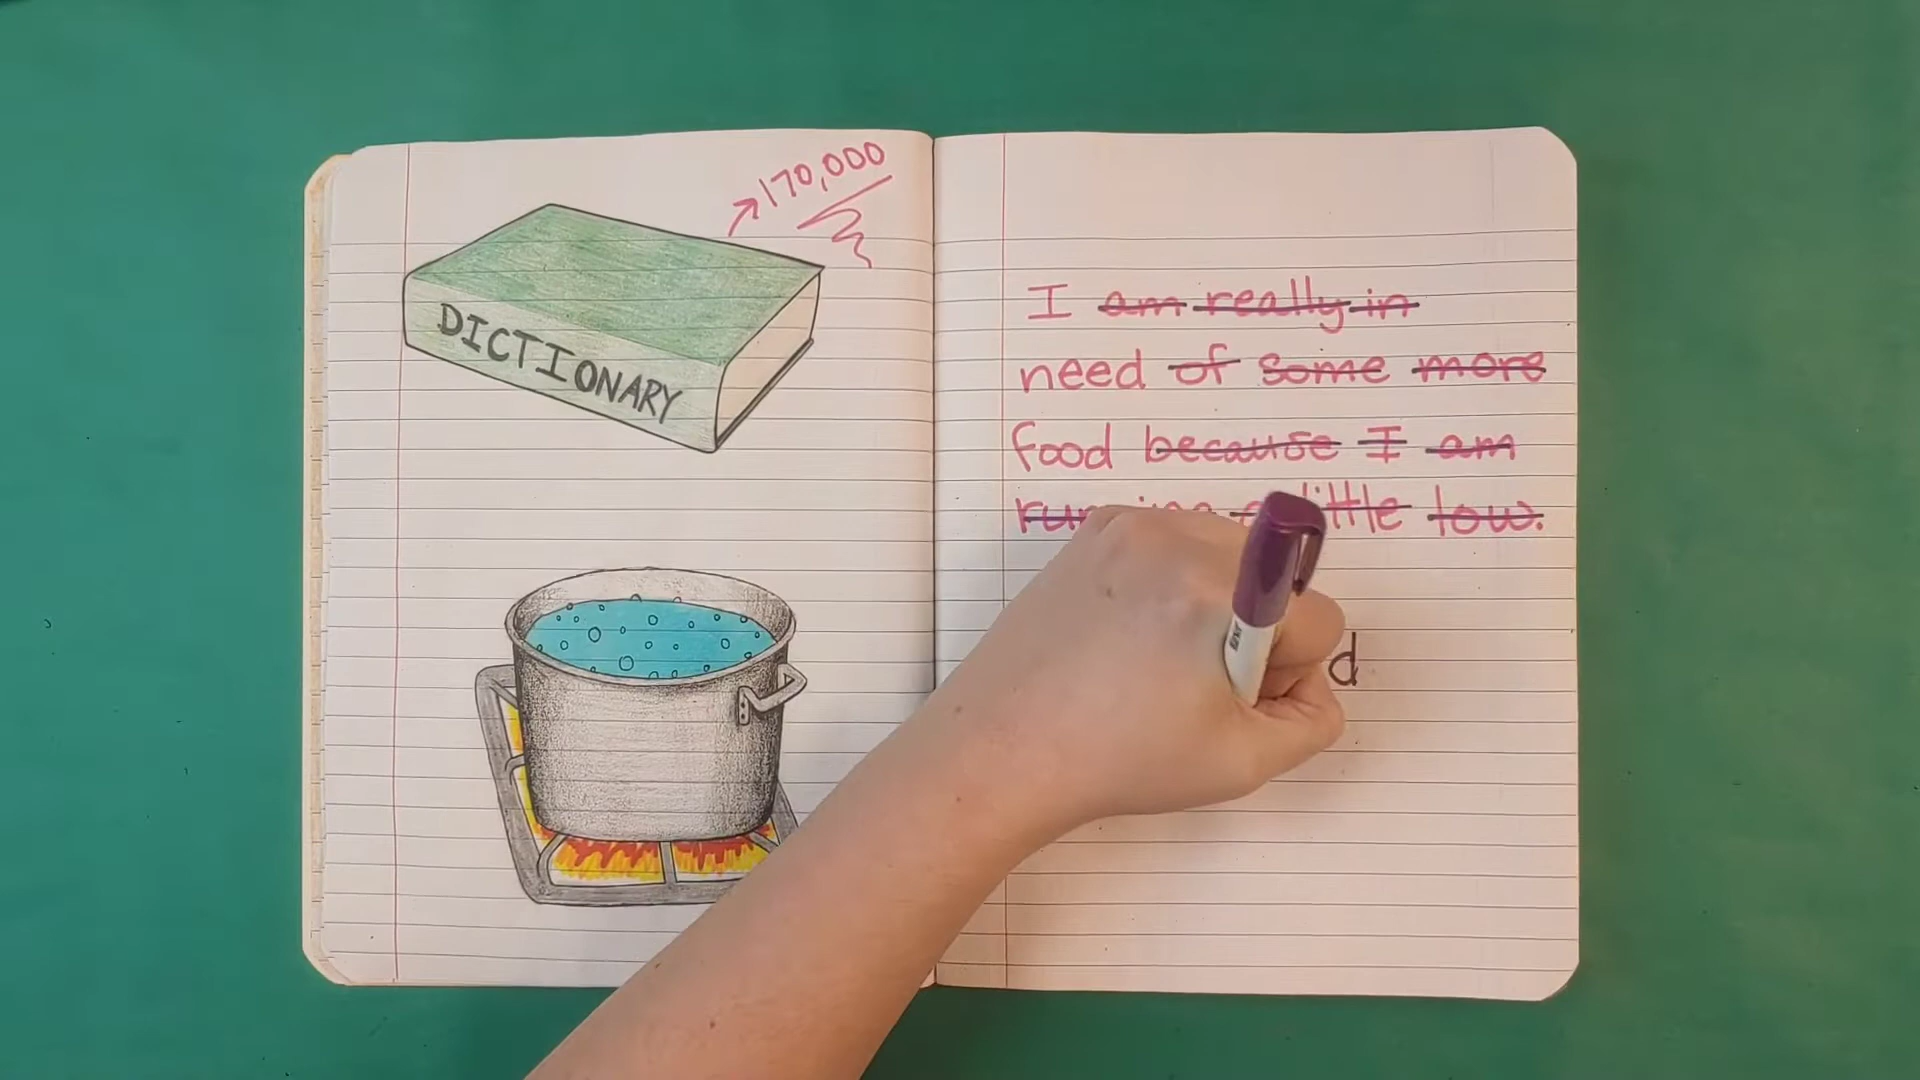 170,000
DICTIONARY
I am really in
need of some more
food because I am
little low.
d